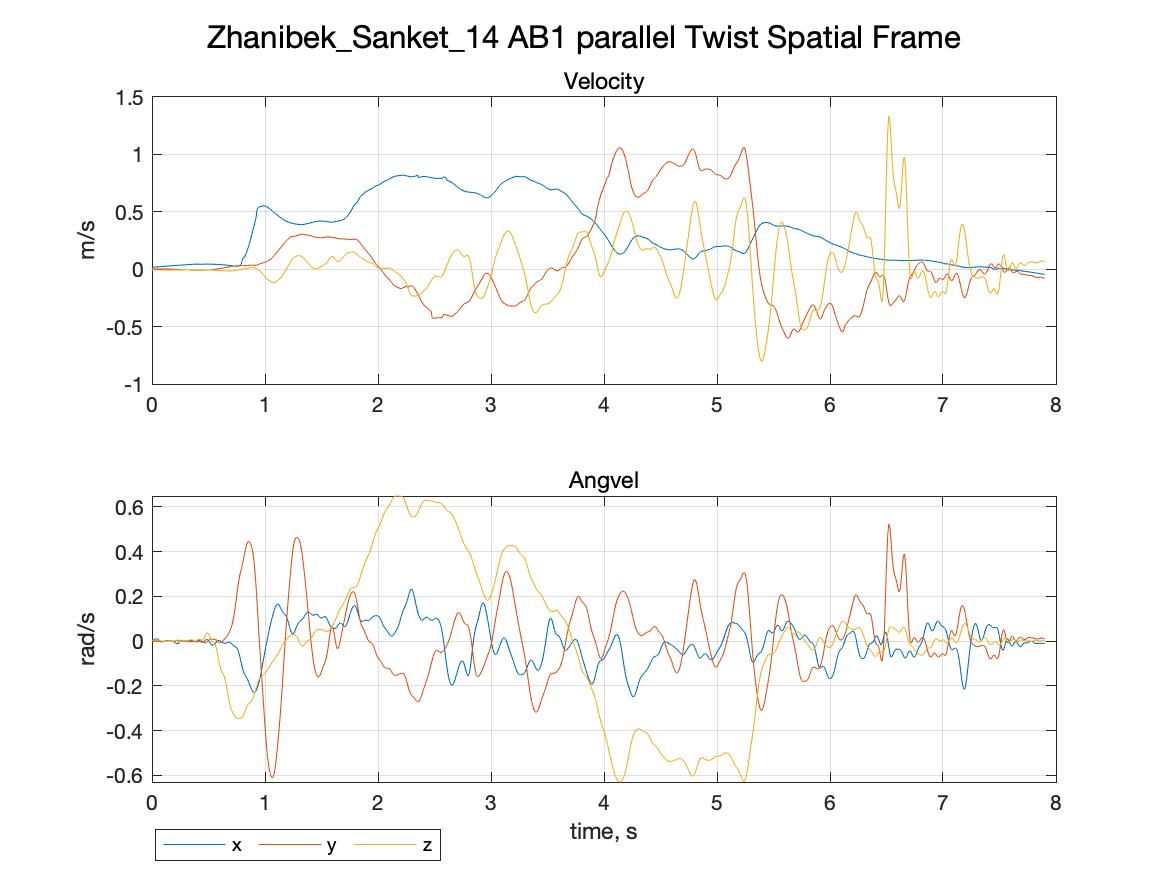 Zhanibek_Sanket_14 AB1 parallel Twist Spatial Frame
Velocity
1.5
1
0.5
0
-0.5
-1
m/s
0 1 2 3 4 5 6 7 8
Angvel
0.6
0.4
0.2
0
-0.2
-0.4
-0.6
rad/s
0 1 2 3 4 5 6 7 8
time, s
x y z